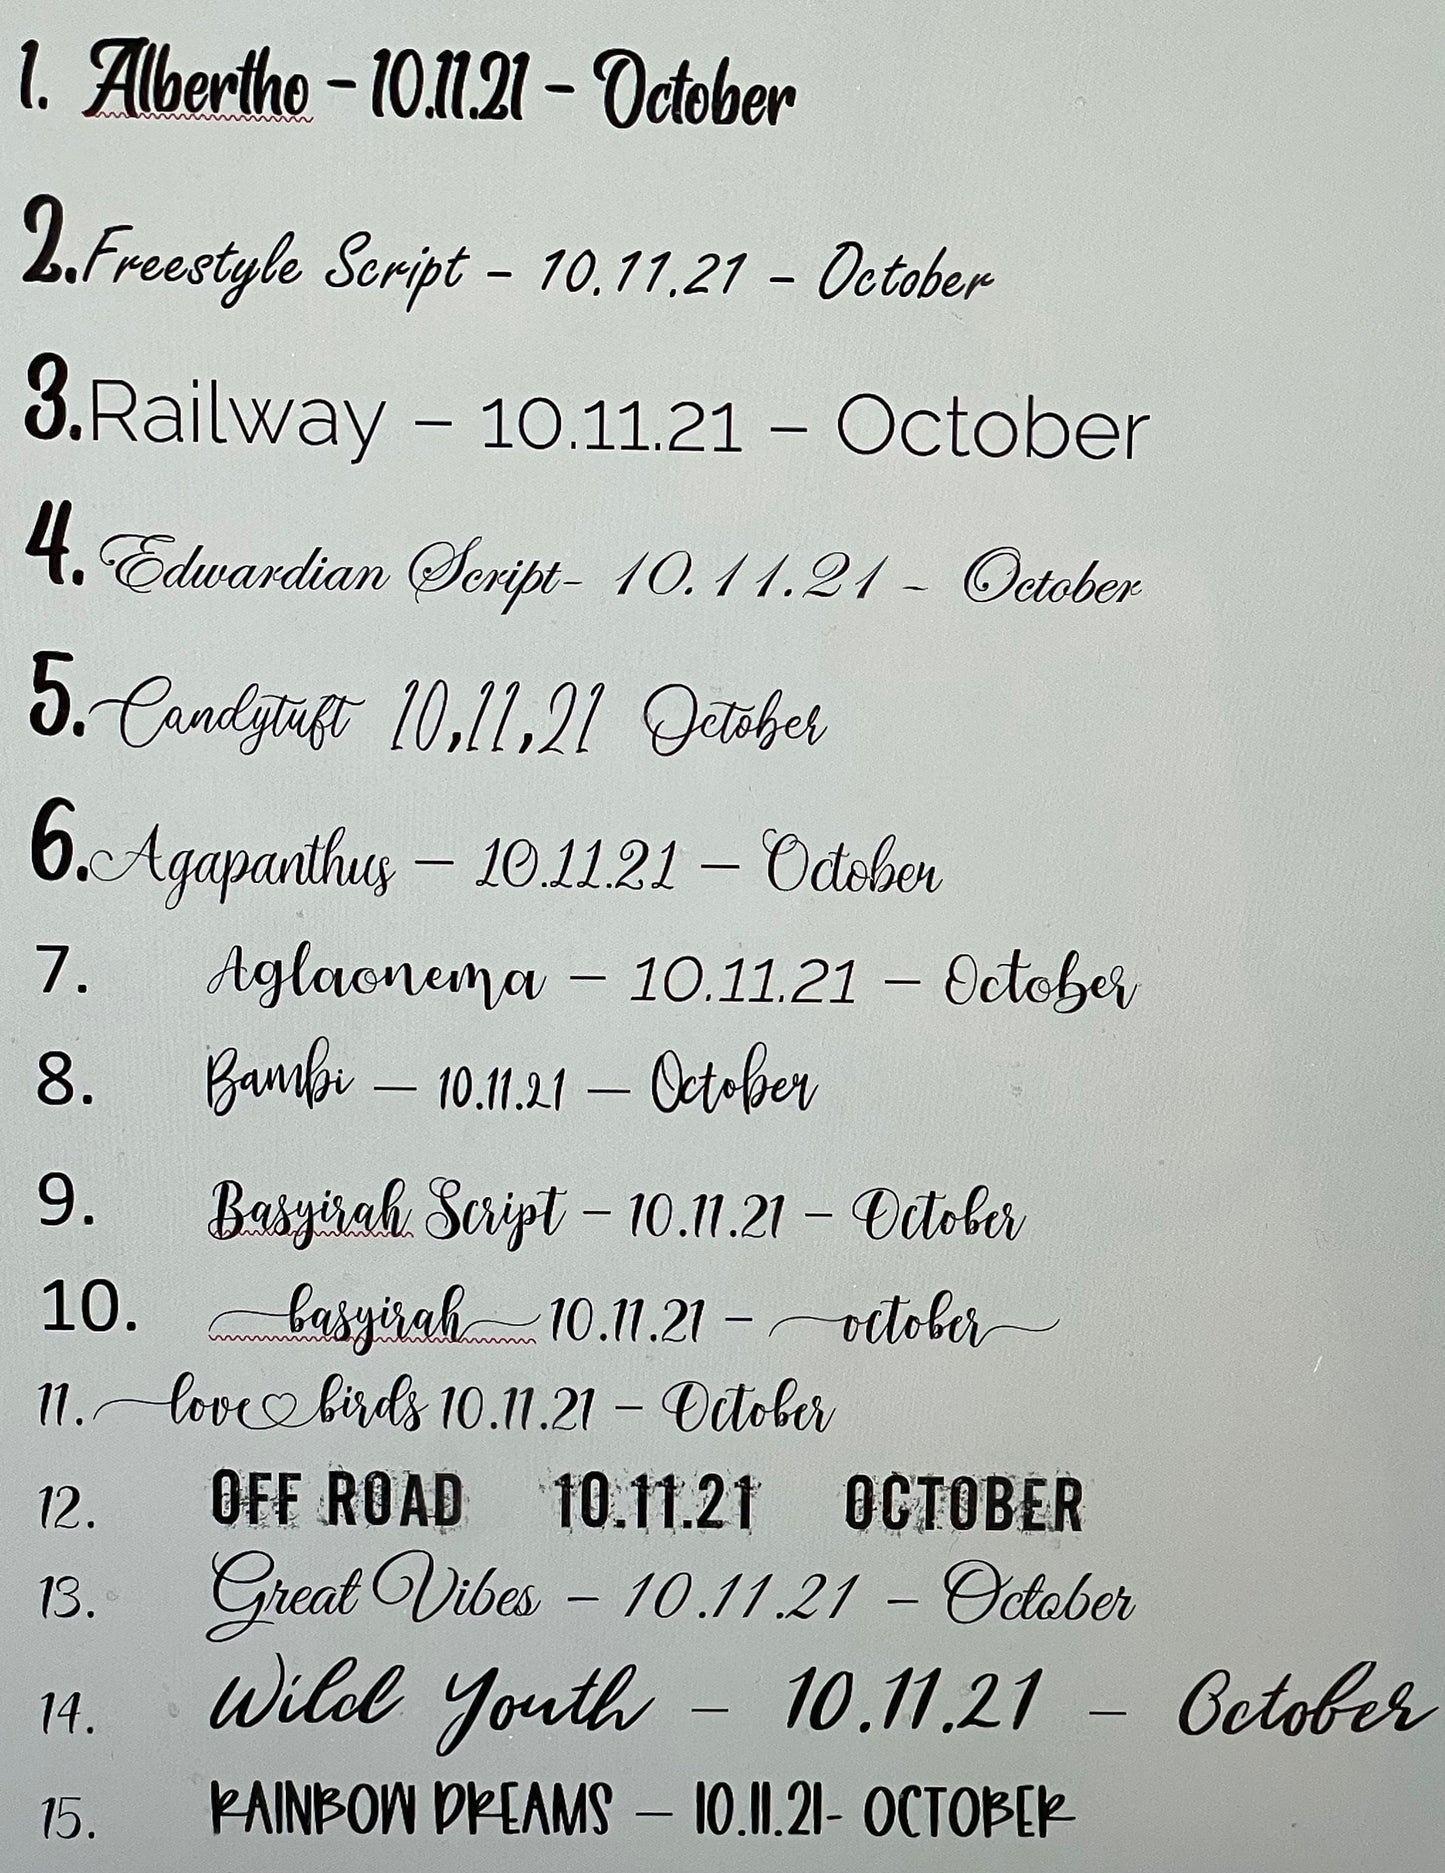 1. Albertho – 10.11.21 – October
2. Freestyle Script – 10.11.21 – October
3. Railway – 10.11.21 – October
4. Edwardian Script- 10.11.21 – October
5. Candytuft 10,11,21 October
6. Agapanthus – 10.11.21 – October
7. Aglaonema – 10.11.21 – October
8. Bambi – 10.11.21 – October
9. Basyirah Script – 10.11.21 – October
10. basyirah 10.11.21 – october
11. love♡birds 10.11.21 – October
12. OFF ROAD 10.11.21 OCTOBER
13. Great Vibes – 10.11.21 – October
14. Wild Youth – 10.11.21 – October
15. RAINBOW DREAMS – 10.11.21- OCTOBER